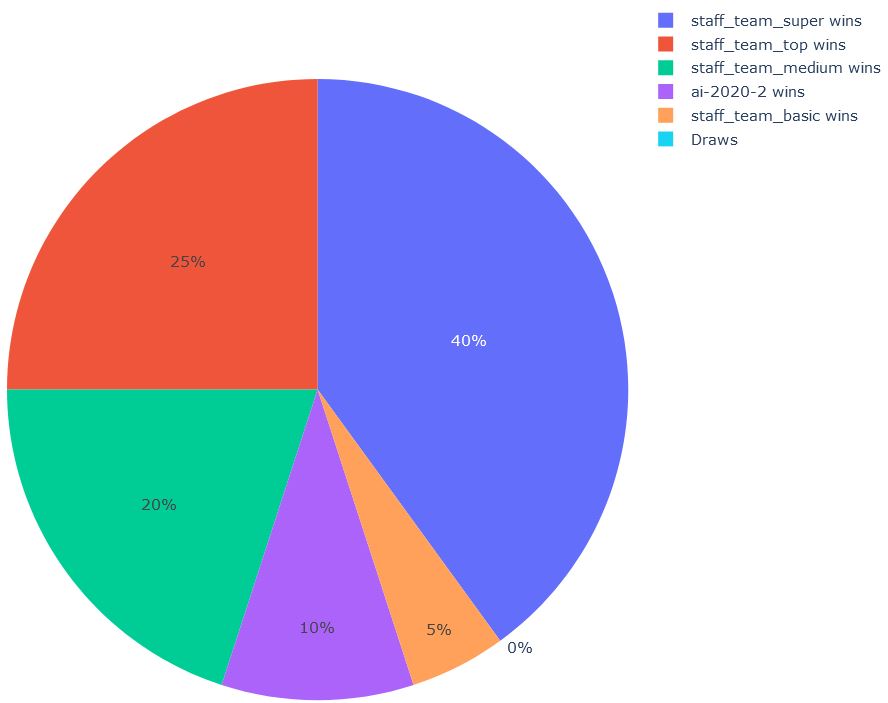 staff_team_super wins
staff_team_top wins
staff_team_medium wins
ai-2020-2 wins
staff_team_basic wins
Draws
25%
40%
20%
10%
5%
0%